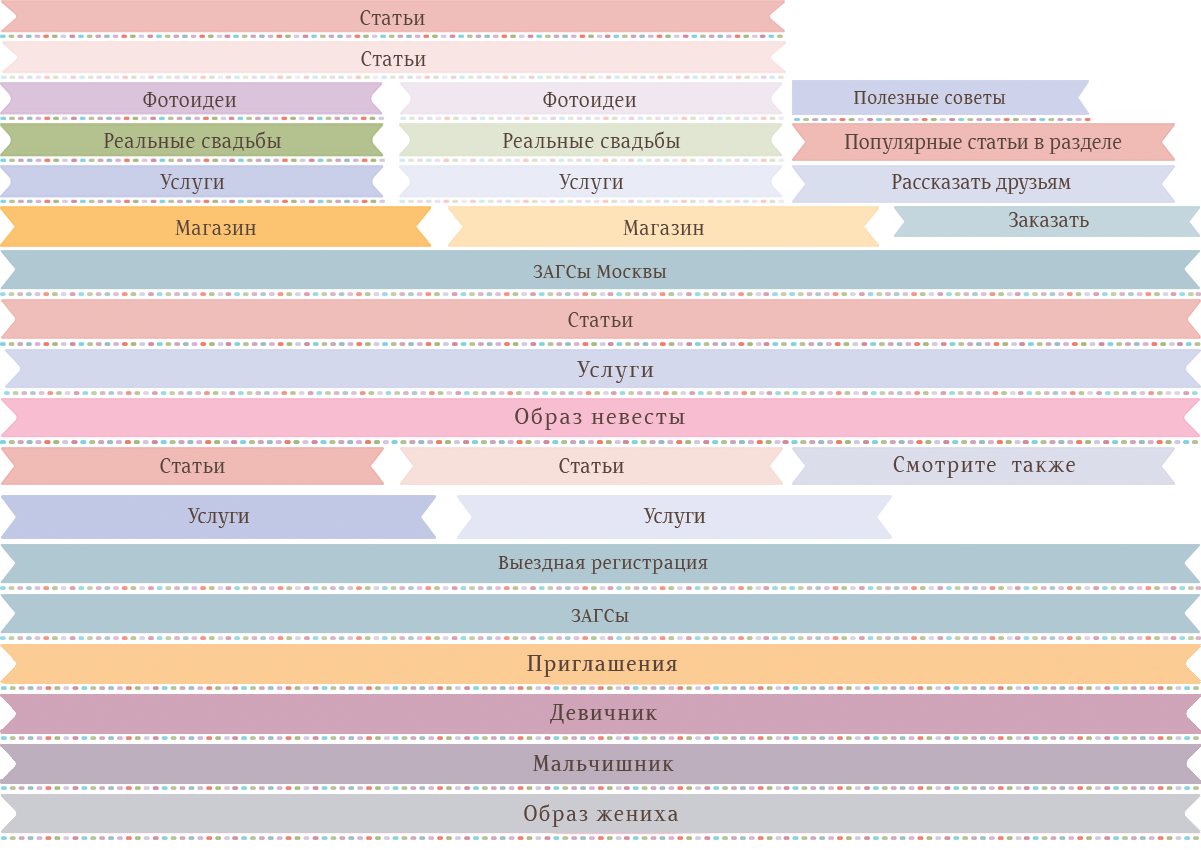 Статьи
Статьи
Фотоидеи
Фотоидеи
Полезные советы
Реальные свадьбы
Реальные свадьбы
Популярные статьи в разделе
Услуги
Услуги
Рассказать друзьям
Магазин
Магазин
Заказать
ЗАГСы Москвы
Статьи
Услуги
Образ невесты
Статьи
Статьи
Смотрите также
Услуги
Услуги
Выездная регистрация
ЗАГСы
Приглашения
Девичник
Мальчишник
Образ жениха